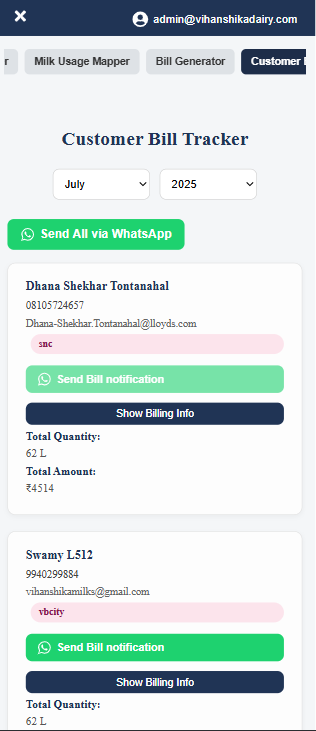 admin@vihanshikadairy.com
r
Milk Usage Mapper
Bill Generator
Customer
Customer Bill Tracker
July
2025
Send All via WhatsApp
Dhana Shekhar Tontanahal
08105724657
Dhana-Shekhar.Tontanahal@lloyds.com
snc
Send Bill notification
Show Billing Info
Total Quantity:
62 L
Total Amount:
₹4514
Swamy L512
9940299884
vihanshikamilks@gmail.com
vbcity
Send Bill notification
Show Billing Info
Total Quantity:
62 L